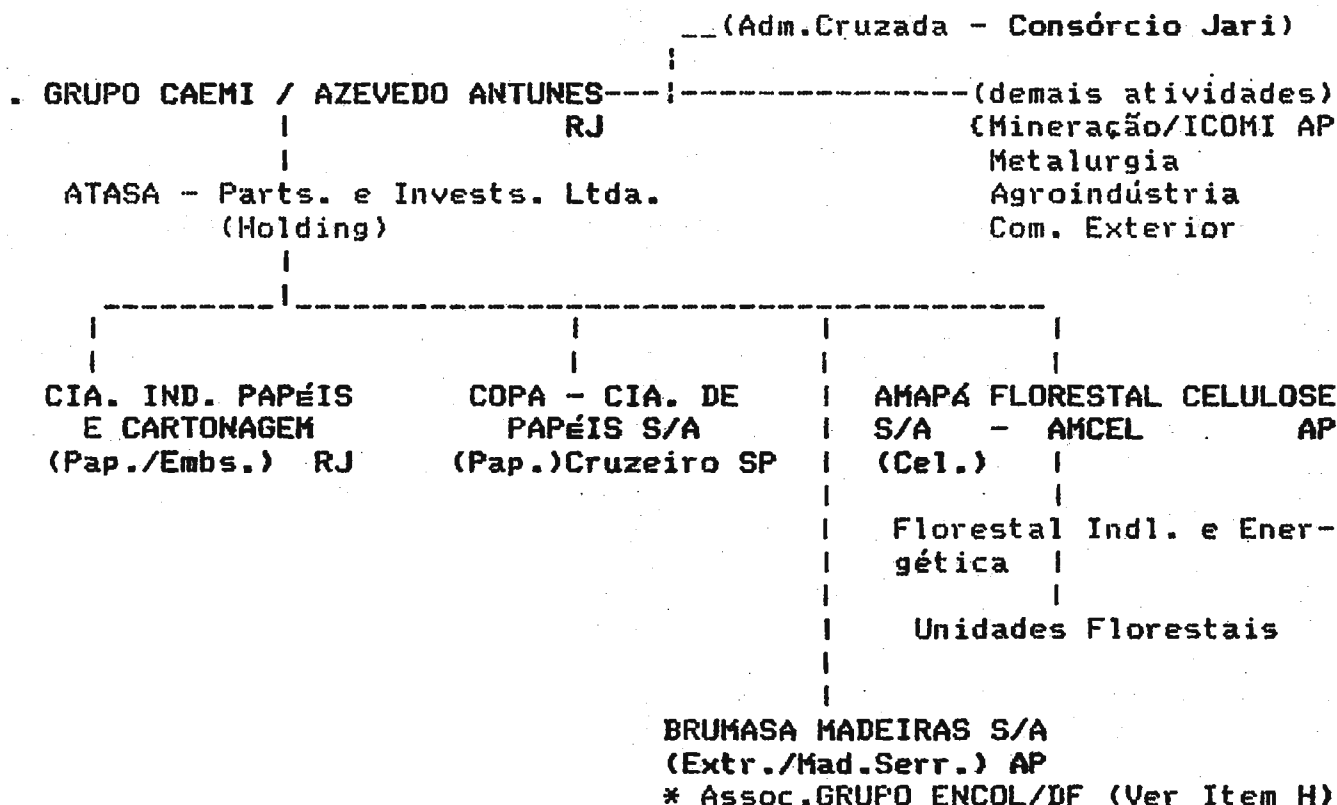 __(Adm.Cruzada - Consórcio Jari)
. GRUPO CAEMI / AZEVEDO ANTUNES---¦----------------(demais atividades)
RJ (Mineração/ICOMI AP
Metalurgia
ATASA - Parts. e Invests. Ltda. Agroindústria
(Holding) Com. Exterior
CIA. IND. PAPéIS COPA - CIA. DE AMAPÁ FLORESTAL CELULOSE
E CARTONAGEM PAPéIS S/A S/A - AMCEL AP
(Pap./Embs.) RJ (Pap.)Cruzeiro SP (Cel.)
Florestal Indl. e Ener-
gética
Unidades Florestais
BRUMASA MADEIRAS S/A
(Extr./Mad.Serr.) AP
* Assoc.GRUPO ENCOL/DF (Ver Item H)